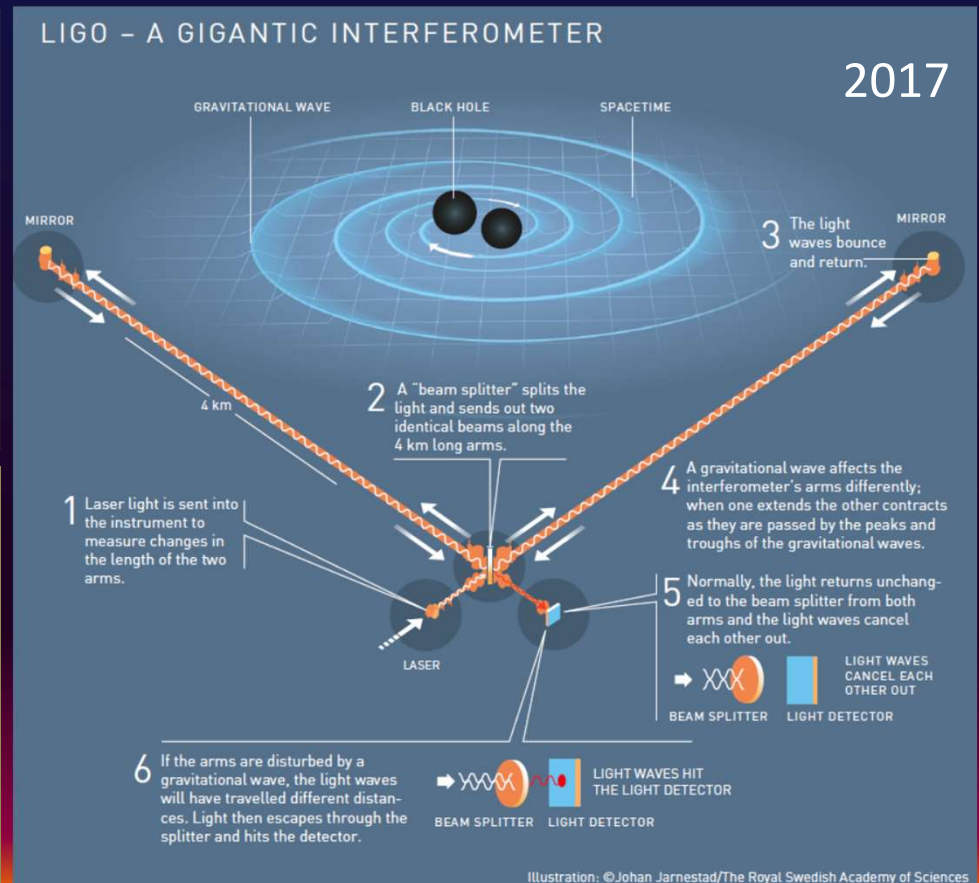 LIGO – A GIGANTIC INTERFEROMETER
2017
GRAVITATIONAL WAVE
BLACK HOLE
SPACETIME
MIRROR
3 The light
waves bounce
and return.
MIRROR
4 km
2 A "beam splitter" splits the
light and sends out two
identical beams along the
4 km long arms.
1 Laser light is sent into
the instrument to
measure changes in
the length of the two
arms.
4 A gravitational wave affects the
interferometer's arms differently;
when one extends the other contracts
as they are passed by the peaks and
troughs of the gravitational waves.
5 Normally, the light returns unchang-
ed to the beam splitter from both
arms and the light waves cancel
each other out.
LASER
LIGHT WAVES
CANCEL EACH
OTHER OUT
BEAM SPLITTER
LIGHT DETECTOR
6 If the arms are disturbed by a
gravitational wave, the light waves
will have travelled different distan-
ces. Light then escapes through the
splitter and hits the detector.
LIGHT WAVES HIT
THE LIGHT DETECTOR
BEAM SPLITTER
LIGHT DETECTOR
Illustration: ©Johan Jarnestad/The Royal Swedish Academy of Sciences